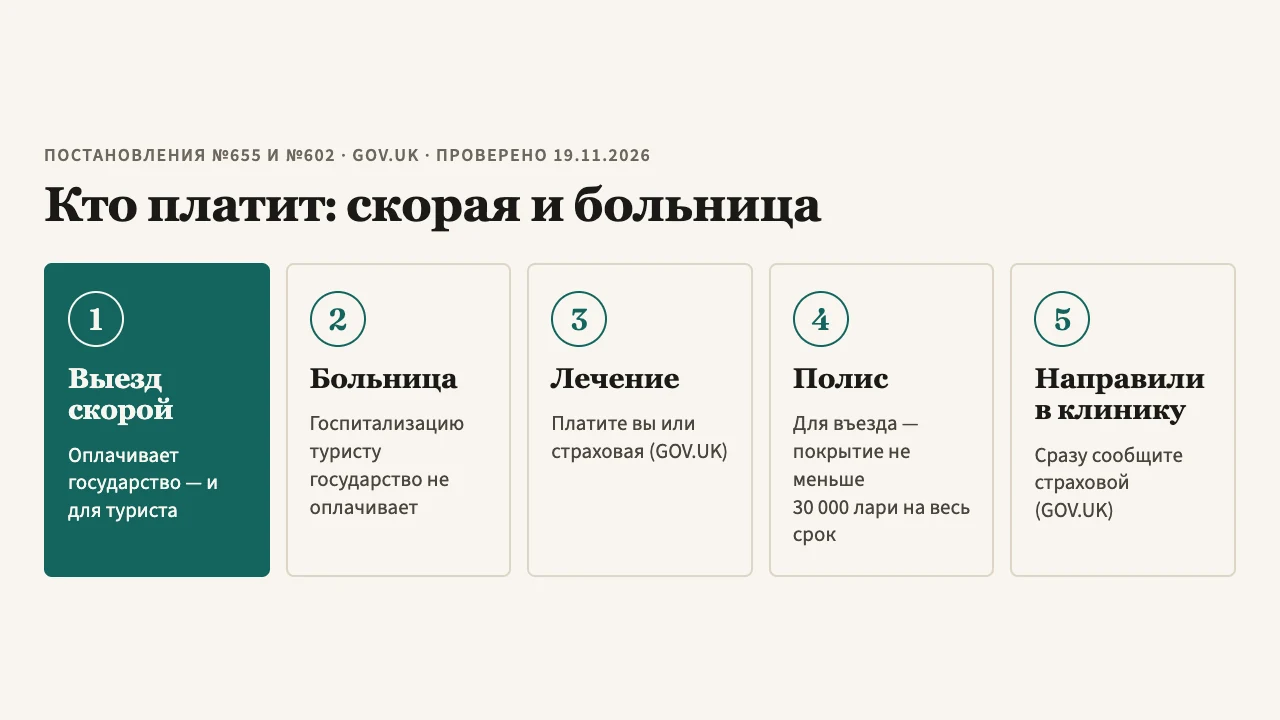 ПОСТАНОВЛЕНИЯ №655 И №602 · GOV.UK · ПРОВЕРЕНО 19.11.2026
Кто платит: скорая и больница
1
Выезд
скорой
Оплачивает
государство — и
для туриста
2
Больница
Госпитализацию
туристу
государство не
оплачивает
3
Лечение
Платите вы или
страховая (GOV.UK)
4
Полис
Для въезда —
покрытие не
меньше
30 000 лари на весь
срок
5
Направили
в клинику
Сразу сообщите
страховой
(GOV.UK)